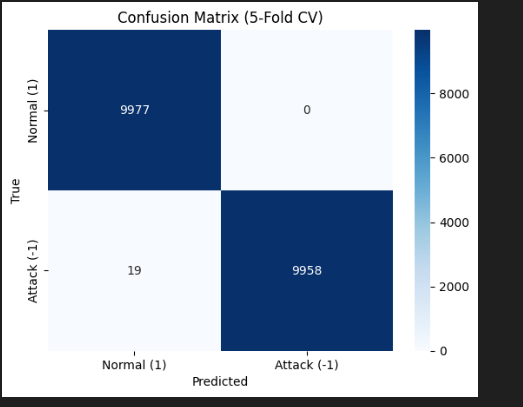 Confusion Matrix (5-Fold CV)
True
Normal (1)
Attack (-1)
9977
0
19
9958
Normal (1)
Attack (-1)
Predicted
8000
6000
4000
2000
0